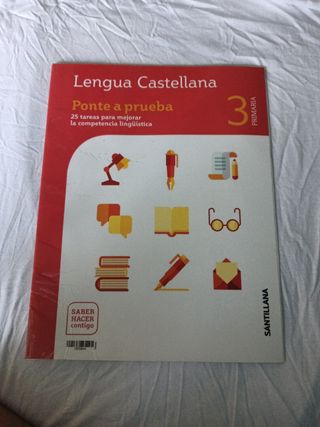 Lengua Castellana
Ponte a prueba
25 tareas para mejorar
la competencia lingüística
3
PRIMARIA
SABER
HACER
contigo
SANTILLANA